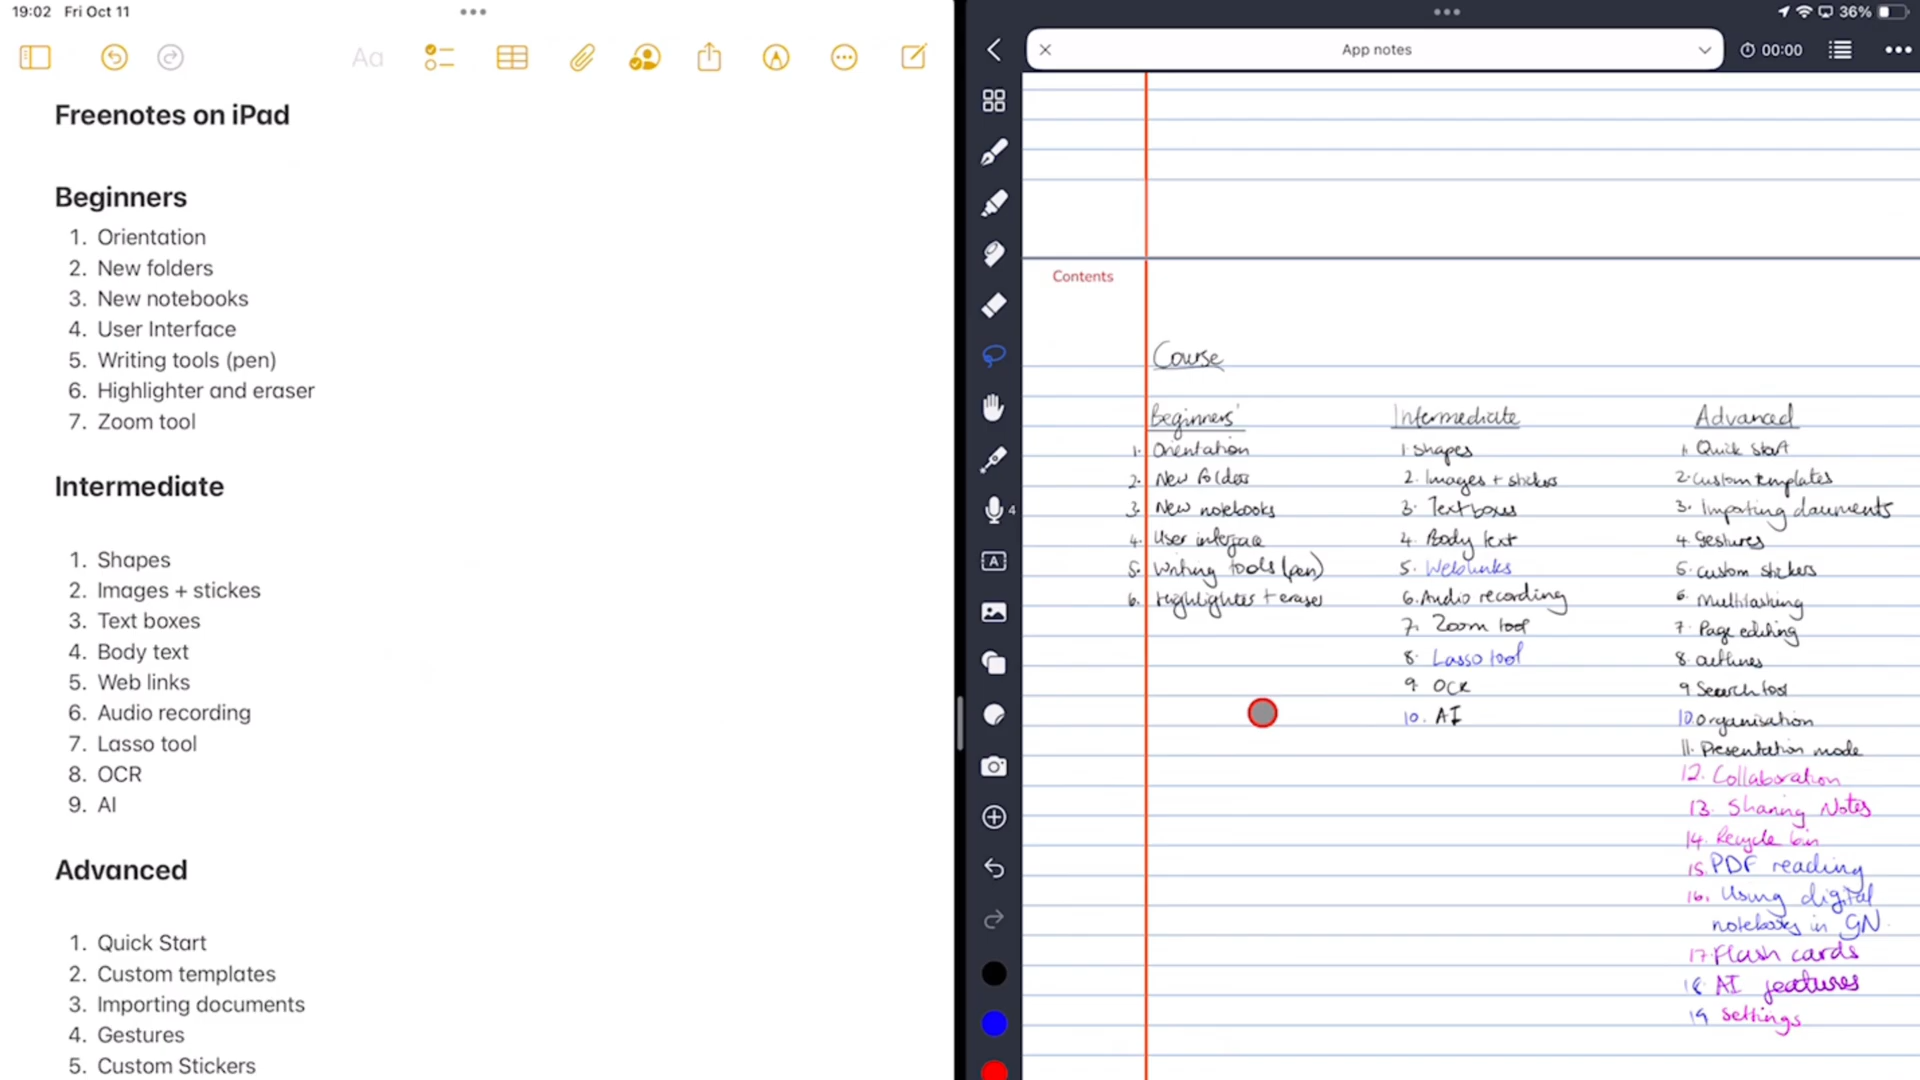 19:02 Fri Oct 11
Freenotes on iPad
Beginners
1. Orientation
2. New folders
3. New notebooks
4. User Interface
5. Writing tools (pen)
6. Highlighter and eraser
7. Zoom tool
Intermediate
1. Shapes
2. Images + stickes
3. Text boxes
4. Body text
5. Web links
6. Audio recording
7. Lasso tool
8. OCR
9. AI
Advanced
1. Quick Start
2. Custom templates
3. Importing documents
4. Gestures
5. Custom Stickers
36%
App notes
00:00
4
Contents
Course
Beginners'
1. Orientation
2. New folders
3. New notebooks
4. User interface
5. Writing tools (pen)
6. Highlighter + eraser
Intermediate
1. Shapes
2. Images + stickers
3. Text boxes
4. Body text
5. Weblinks
6. Audio recording
7. Zoom tool
8. Lasso tool
9. OCR
10. AI
Advanced
1. Quick start
2. Custom templates
3. Importing documents
4. Gestures
5. Custom stickers
6. Multitasking
7. Page editing
8. Outlines
9 Search tool
10. Organisation
11. Presentation mode
12. Collaboration
13. Sharing Notes
14. Recycle bin
15. PDF reading
16. Using digital
notebooks in GN
17. Flash cards
18 AI features
19 Settings